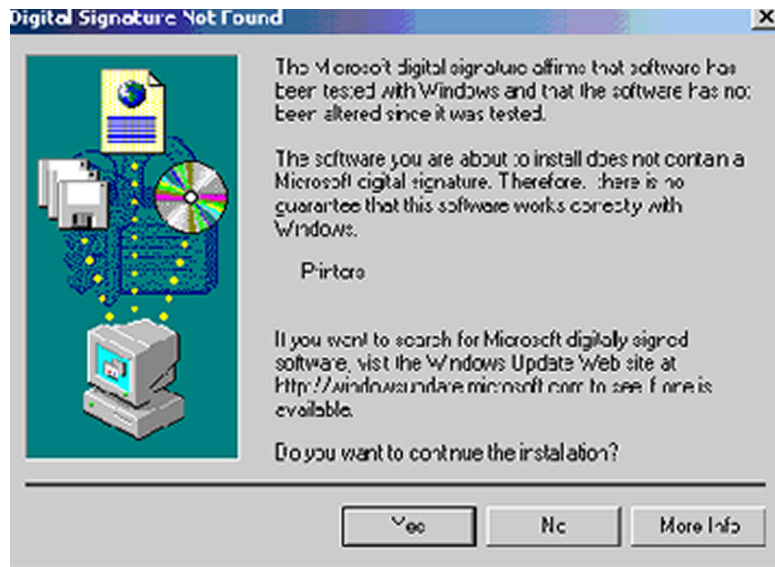 Digital Signature Not Found
The Microsoft digital signature affirms that software has
been tested with Windows and that the software has not
been altered since it was tested.
The software you are about to install does not contain a
Microsoft digital signature. Therefore, there is no
guarantee that this software works correctly with
Windows.
Printers
If you want to search for Microsoft digitally signed
software, visit the Windows Update Web site at
http://windowsupdate.microsoft.com to see if one is
available.
Do you want to continue the installation?
Yes
No
More Info